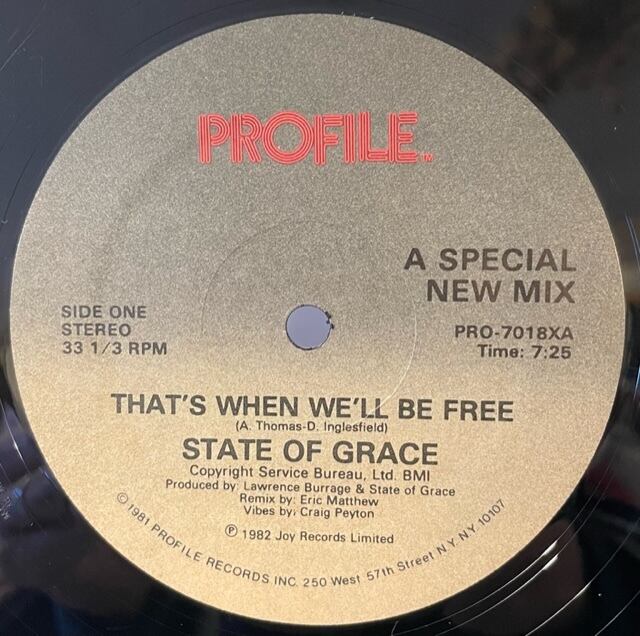 PROFILE™
A SPECIAL
NEW MIX
SIDE ONE
STEREO
33 1/3 RPM
PRO-7018XA
Time: 7:25
THAT'S WHEN WE'LL BE FREE
(A. Thomas-D. Inglesfield)
STATE OF GRACE
Copyright Service Bureau, Ltd. BMI
Produced by: Lawrence Burrage & State of Grace
Remix by: Eric Matthew
Vibes by: Craig Peyton
℗ 1982 Joy Records Limited
©1981 PROFILE RECORDS INC. 250 West 57th Street N.Y. N.Y. 10107